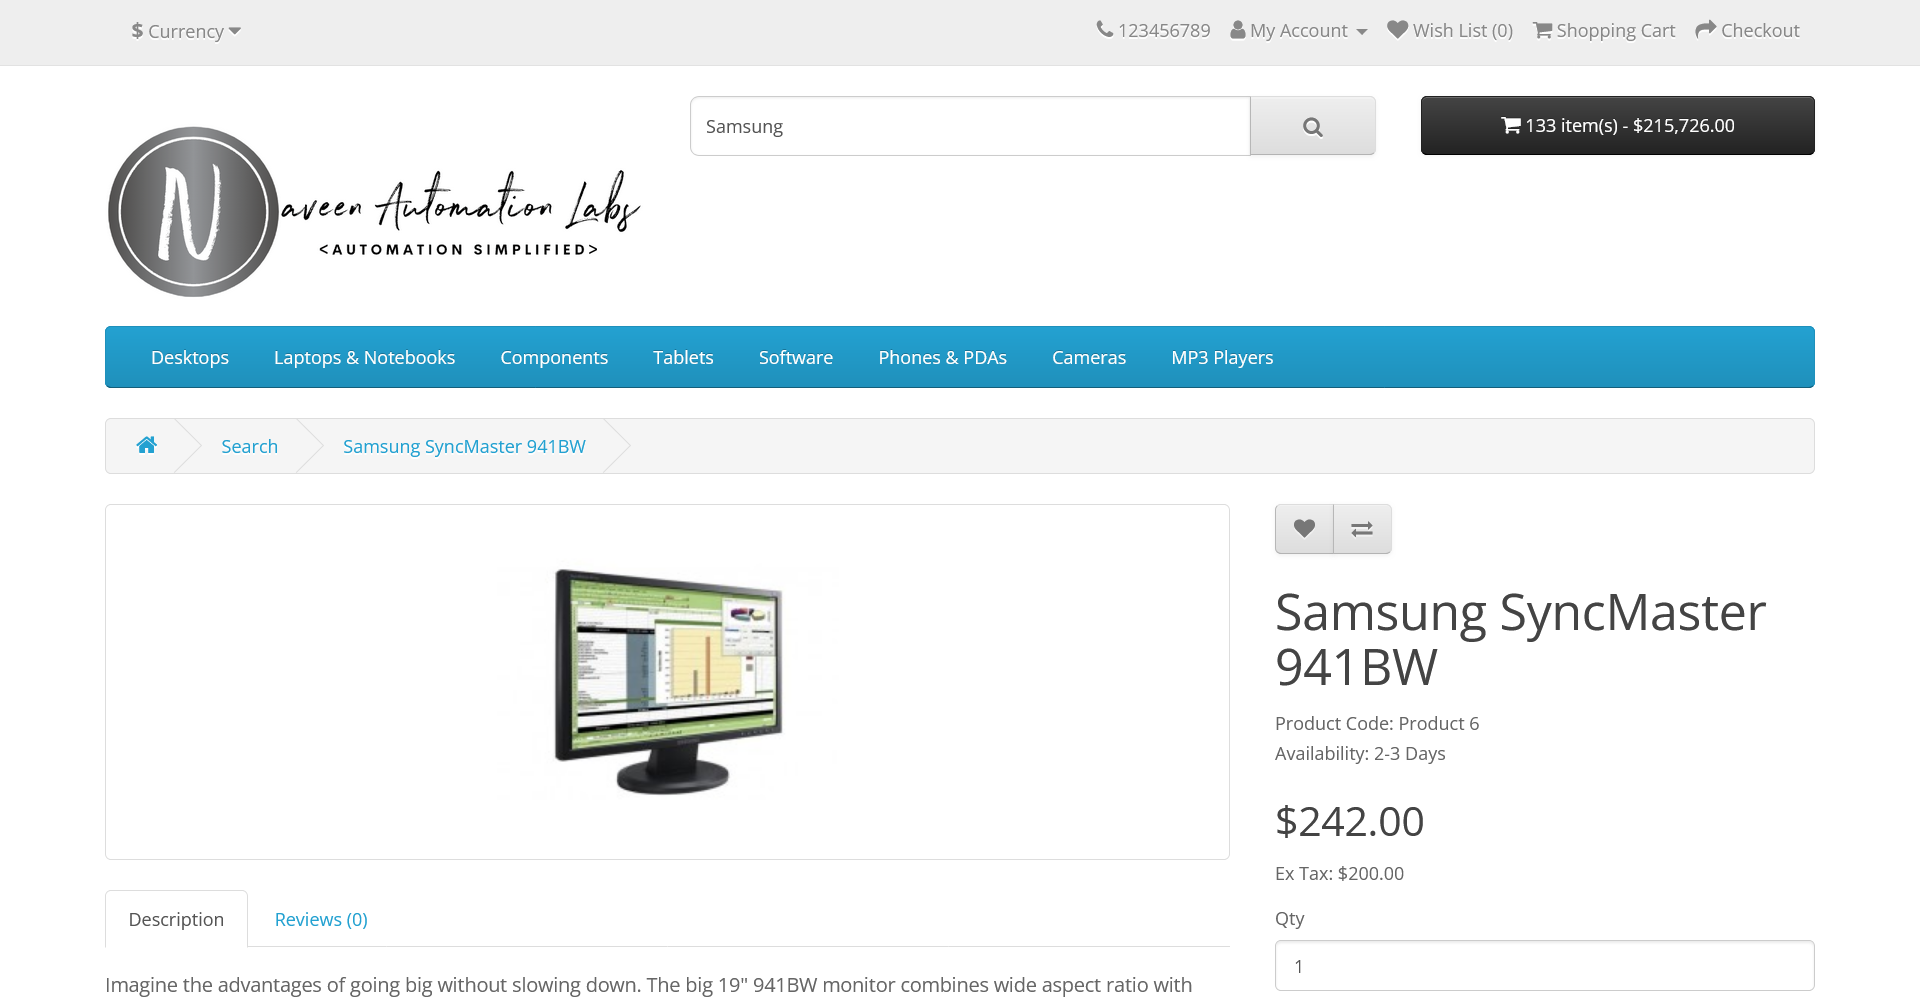 $ Currency
123456789 My Account Wish List (0) Shopping Cart Checkout
Samsung
133 item(s) - $215,726.00
N
aveen Automation Labs
<AUTOMATION SIMPLIFIED>
Desktops Laptops & Notebooks Components Tablets Software Phones & PDAs Cameras MP3 Players
Search Samsung SyncMaster 941BW
Samsung SyncMaster
941BW
Product Code: Product 6
Availability: 2-3 Days
$242.00
Ex Tax: $200.00
Qty
1
Description Reviews (0)
Imagine the advantages of going big without slowing down. The big 19" 941BW monitor combines wide aspect ratio with